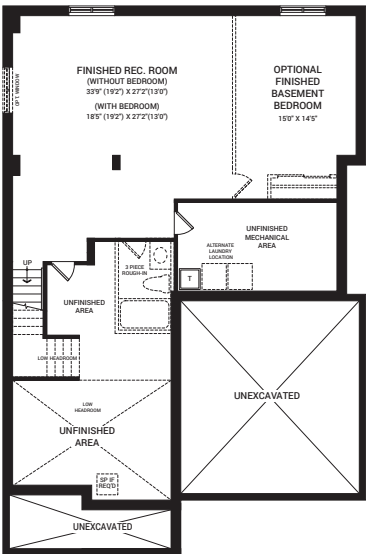 FINISHED REC. ROOM
(WITHOUT BEDROOM)
33'9" (19'2") X 27'2"(13'0")
(WITH BEDROOM)
18'5" (19'2") X 27'2"(13'0")
OPTIONAL
FINISHED
BASEMENT
BEDROOM
15'0" X 14'5"
OPT. WINDOW
UNFINISHED
MECHANICAL
AREA
ALTERNATE
LAUNDRY
LOCATION
T
3 PIECE
ROUGH-IN
UP
UNFINISHED
AREA
LOW HEADROOM
LOW
HEADROOM
UNFINISHED
AREA
SP IF
REQ'D
UNEXCAVATED
UNEXCAVATED